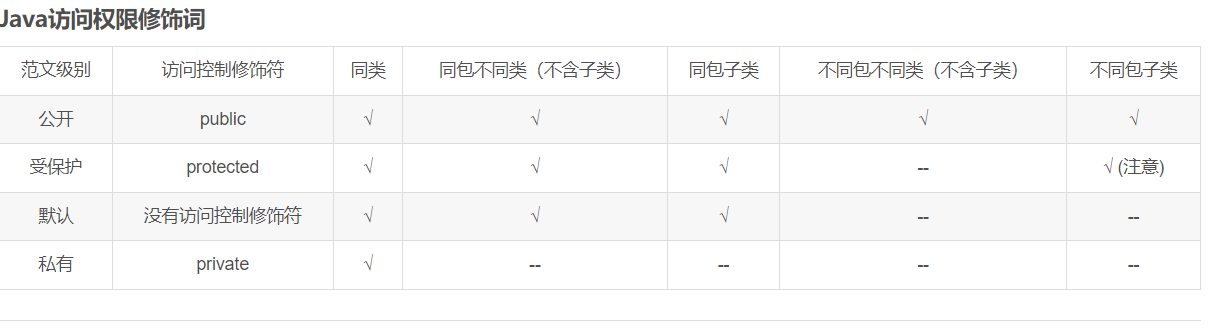 Java访问权限修饰词
范文级别 访问控制修饰符 同类 同包不同类（不含子类） 同包子类 不同包不同类（不含子类） 不同包子类
公开 public √ √ √ √ √
受保护 protected √ √ √ -- √ (注意)
默认 没有访问控制修饰符 √ √ √ -- --
私有 private √ -- -- -- --